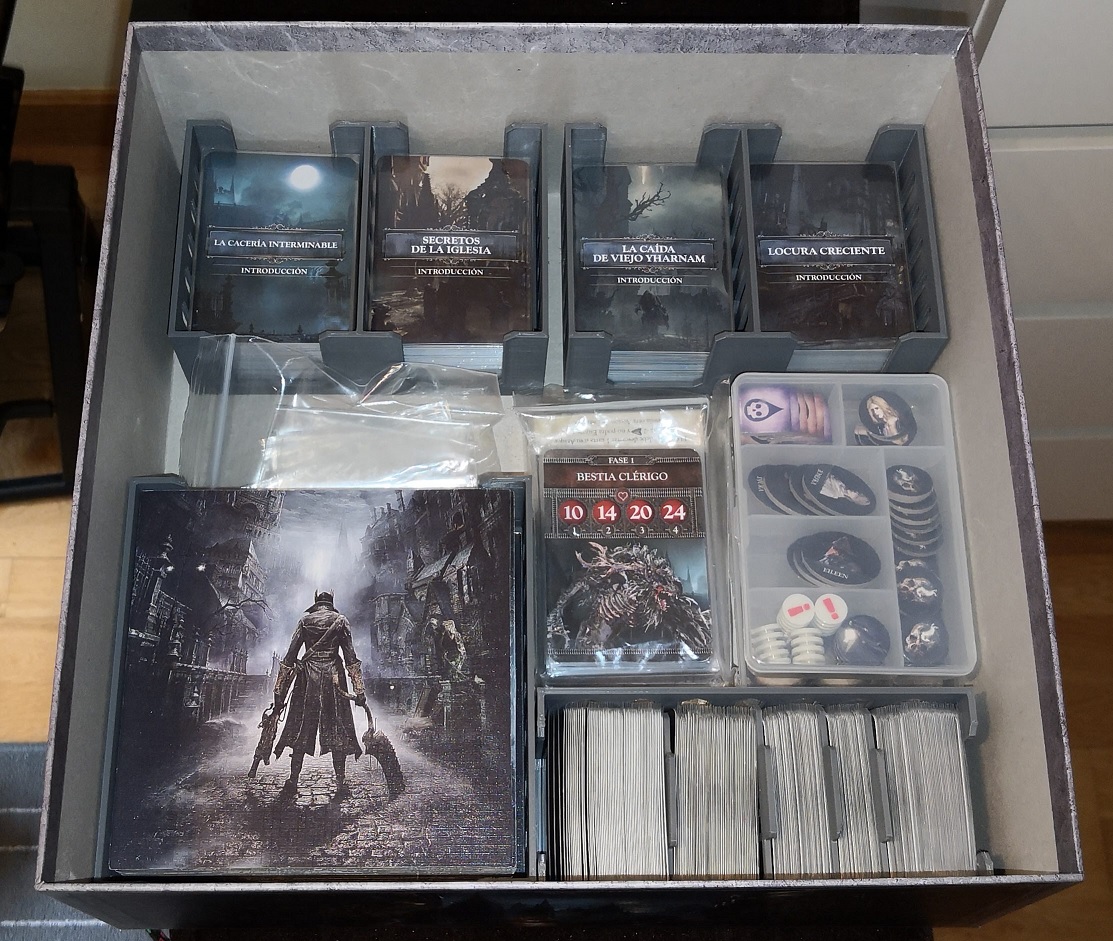 LA CACERÍA INTERMINABLE
INTRODUCCIÓN
SECRETOS
DE LA IGLESIA
INTRODUCCIÓN
LA CAÍDA
DE VIEJO YHARNAM
INTRODUCCIÓN
LOCURA CRECIENTE
INTRODUCCIÓN
FASE 1
BESTIA CLÉRIGO
10 14 20 24
1 2 3 4
EILEEN
! !